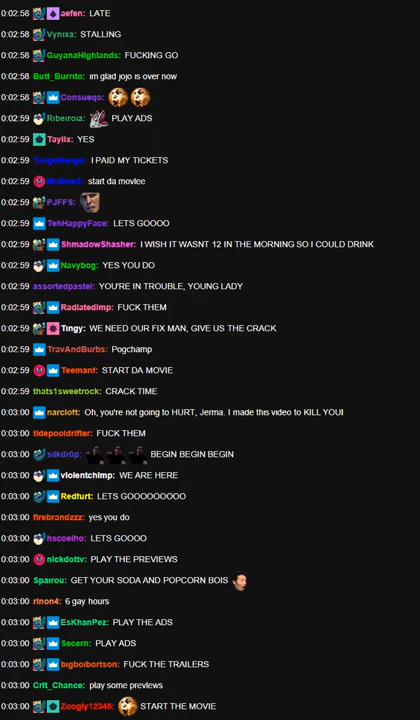 0:02:58 aefen: LATE
0:02:58 Vynixa: STALLING
0:02:58 GuyanaHighlands: FUCKING GO
0:02:58 Butt_Burnto: im glad jojo is over now
0:02:58 Consueqo:
0:02:59 Ribeiroia: PLAY ADS
0:02:59 Taylix: YES
0:02:59 TangoNango: I PAID MY TICKETS
0:02:59 start da movlee
0:02:59 PJFFS:
0:02:59 TehHappyFace: LETS GOOOO
0:02:59 ShmadowShasher: I WISH IT WASNT 12 IN THE MORNING SO I COULD DRINK
0:02:59 Navybog: YES YOU DO
0:02:59 assortedpastel: YOU'RE IN TROUBLE, YOUNG LADY
0:02:59 RadiatedImp: FUCK THEM
0:02:59 Tingy: WE NEED OUR FIX MAN, GIVE US THE CRACK
0:02:59 TravAndBurbs: Pogchamp
0:02:59 Teemanf: START DA MOVIE
0:02:59 thats1sweetrock: CRACK TIME
0:03:00 narcloft: Oh, you're not going to HURT, Jerma. I made this video to KILL YOU!
0:03:00 tidepooldrifter: FUCK THEM
0:03:00 silkdr0p: BEGIN BEGIN BEGIN
0:03:00 violentchimp: WE ARE HERE
0:03:00 Redfurt: LETS GOOOOOOOOO
0:03:00 firebrandzzz: yes you do
0:03:00 hscoelho: LETS GOOOO
0:03:00 nickdottv: PLAY THE PREVIEWS
0:03:00 Spairou: GET YOUR SODA AND POPCORN BOIS
0:03:00 rinon4: 6 gay hours
0:03:00 EsKhanPez: PLAY THE ADS
0:03:00 Secern: PLAY ADS
0:03:00 bigboibortson: FUCK THE TRAILERS
0:03:00 Crit_Chance: play some previews
0:03:00 Zoogly12345: START THE MOVIE